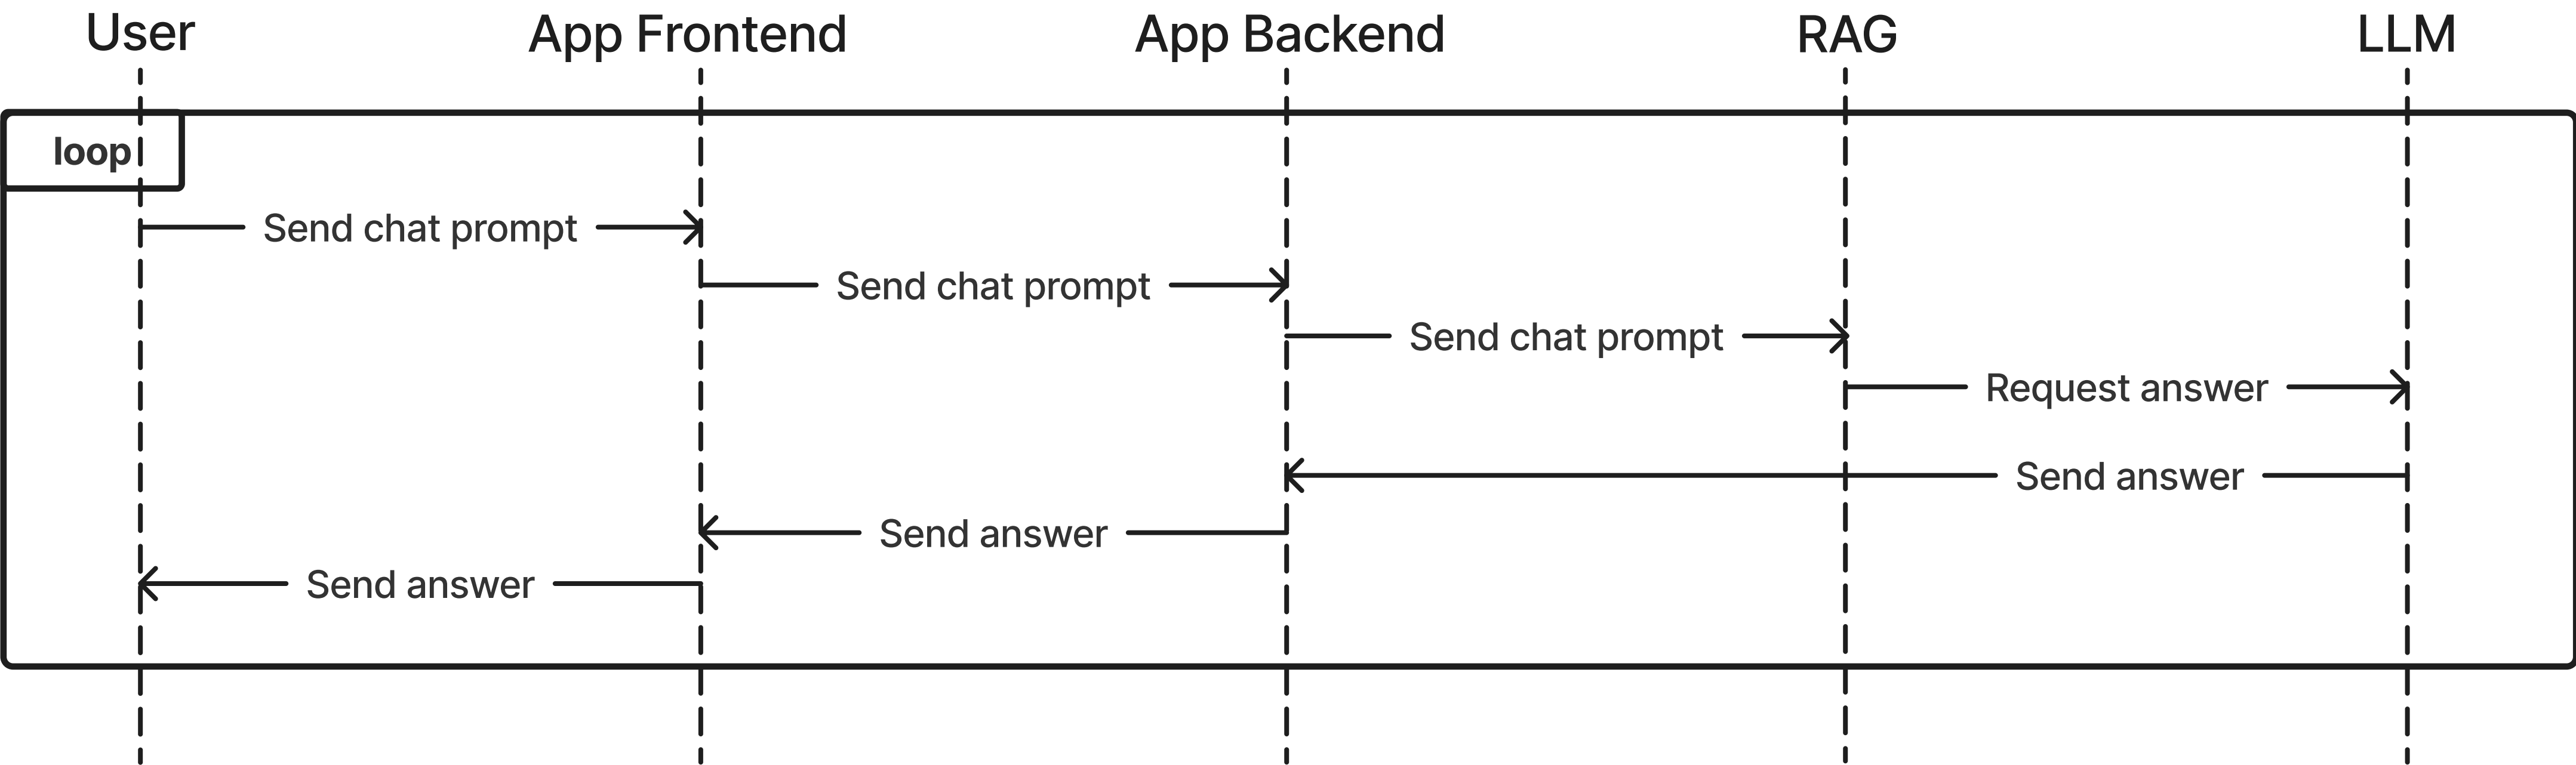 User
App Frontend
App Backend
RAG
LLM
loop
Send chat prompt
Send chat prompt
Send chat prompt
Request answer
Send answer
Send answer
Send answer